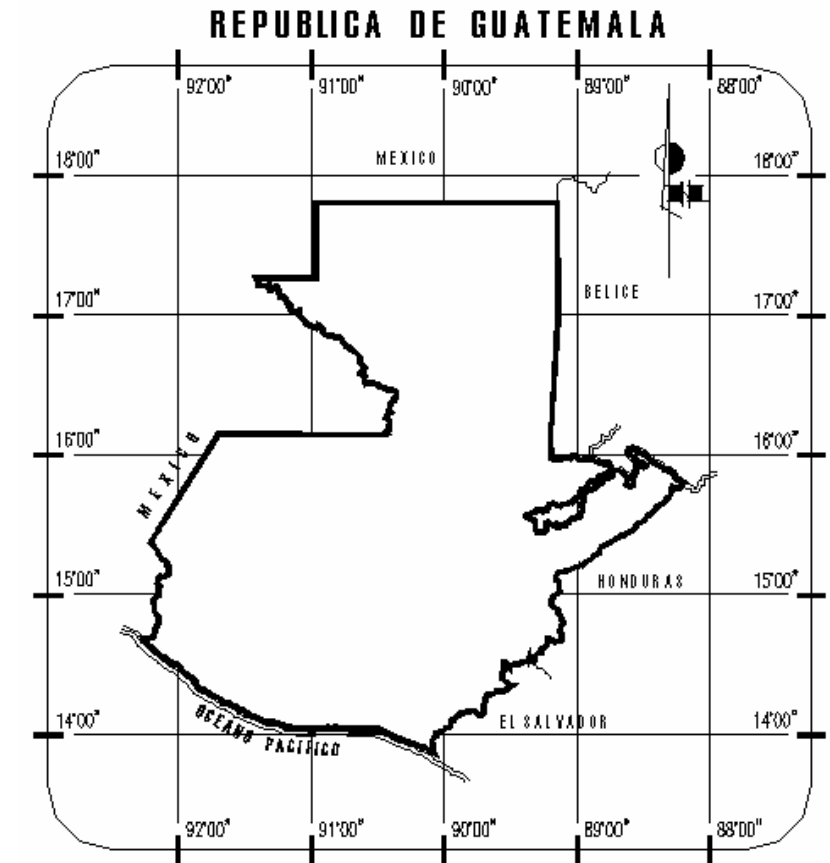 REPUBLICA DE GUATEMALA
92'00" 91'00" 90'00" 89'00" 88'00"
MEXICO
18'00" 18'00"
BELICE
17'00" 17'00"
16'00" 16'00"
MEXICO
HONDURAS
15'00" 15'00"
EL SALVADOR
14'00" 14'00"
OCEANO PACIFICO
92'00" 91'00" 90'00" 89'00" 88'00"